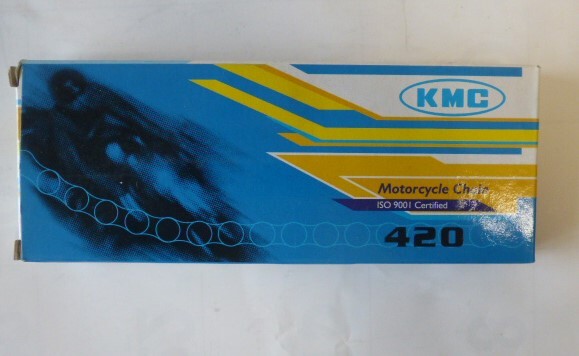 KMC
Motorcycle Chain
ISO 9001 Certified
420